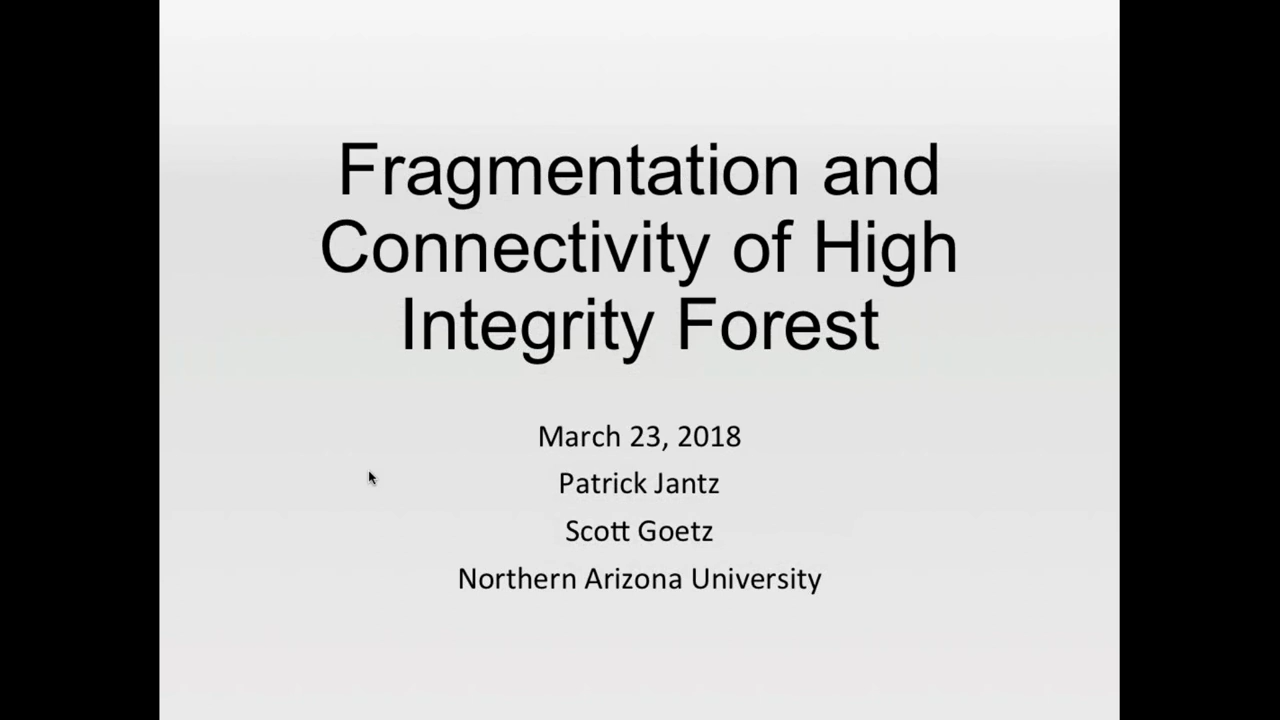 Fragmentation and
Connectivity of High
Integrity Forest
March 23, 2018
Patrick Jantz
Scott Goetz
Northern Arizona University